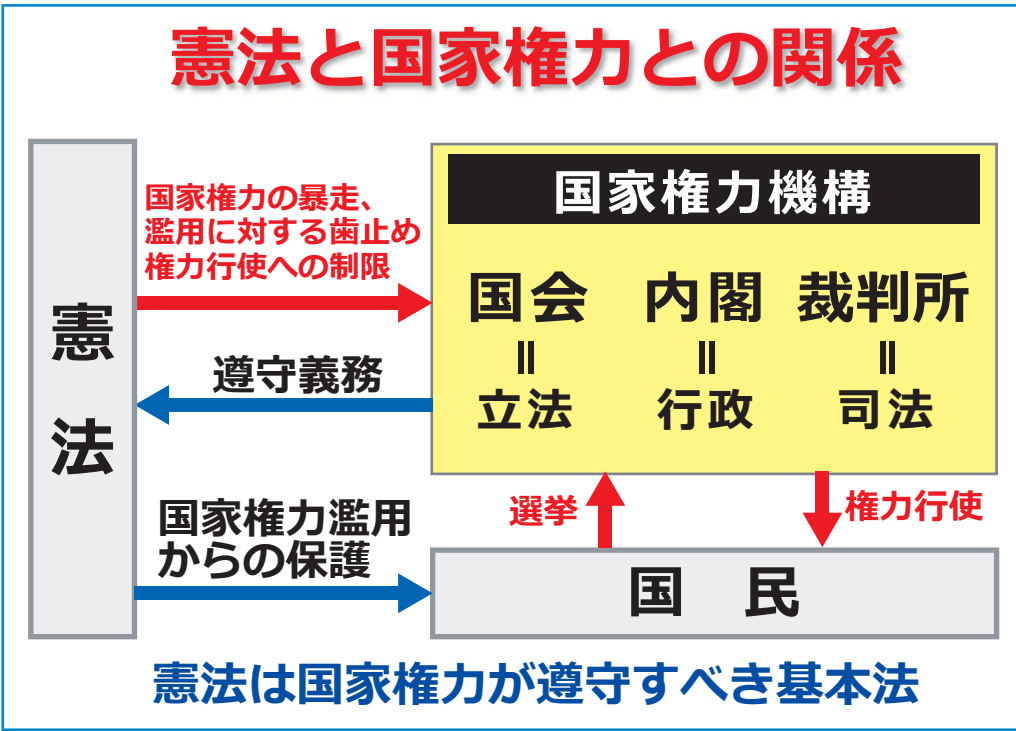 憲法と国家権力との関係
憲法
国家権力の暴走、
濫用に対する歯止め
権力行使への制限
遵守義務
国家権力濫用
からの保護
国家権力機構
国会 内閣 裁判所
= = =
立法 行政 司法
選挙
権力行使
国民
憲法は国家権力が遵守すべき基本法